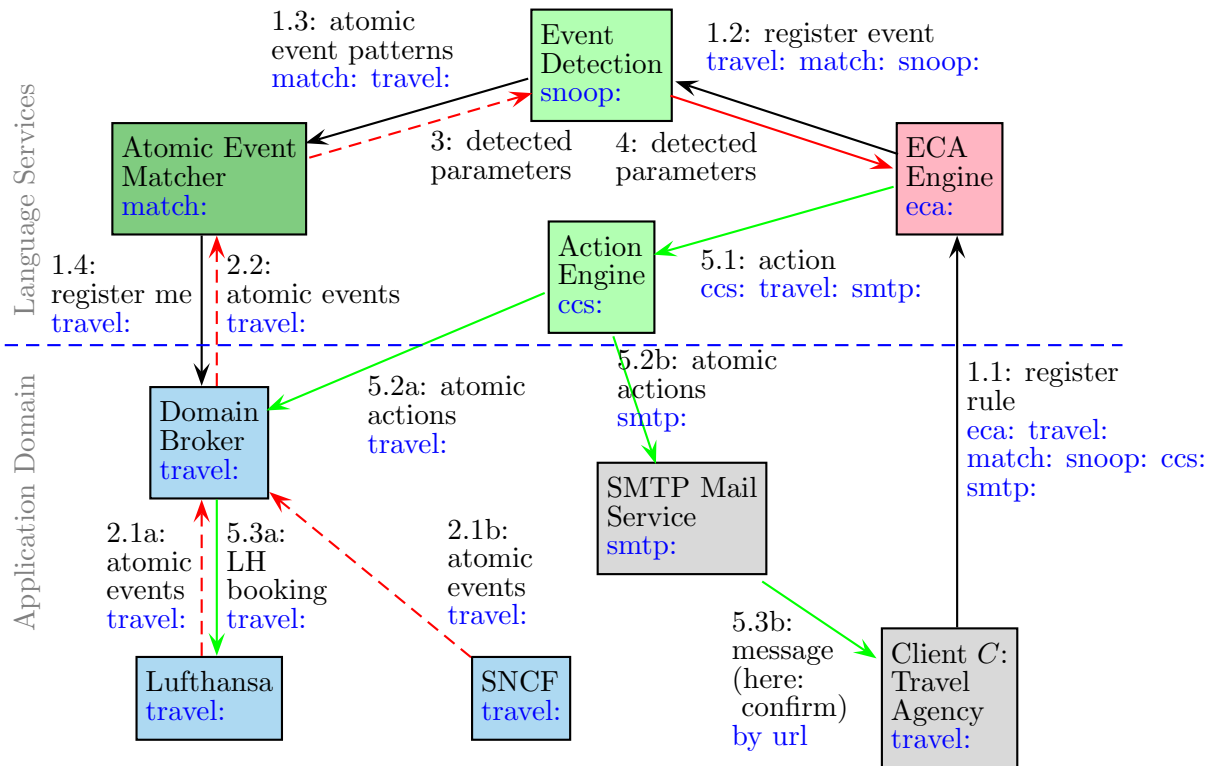 1.3: atomic
event patterns
match: travel:
Event
Detection
snoop:
1.2: register event
travel: match: snoop:
Language Services
Atomic Event
Matcher
match:
3: detected
parameters
4: detected
parameters
ECA
Engine
eca:
Action
Engine
ccs:
5.1: action
ccs: travel: smtp:
1.4:
register me
travel:
2.2:
atomic events
travel:
Application Domain
Domain
Broker
travel:
5.2a: atomic
actions
travel:
5.2b: atomic
actions
smtp:
1.1: register
rule
eca: travel:
match: snoop: ccs:
smtp:
SMTP Mail
Service
smtp:
2.1a:
atomic
events
travel:
5.3a:
LH
booking
travel:
2.1b:
atomic
events
travel:
5.3b:
message
(here:
confirm)
by url
Lufthansa
travel:
SNCF
travel:
Client C:
Travel
Agency
travel: